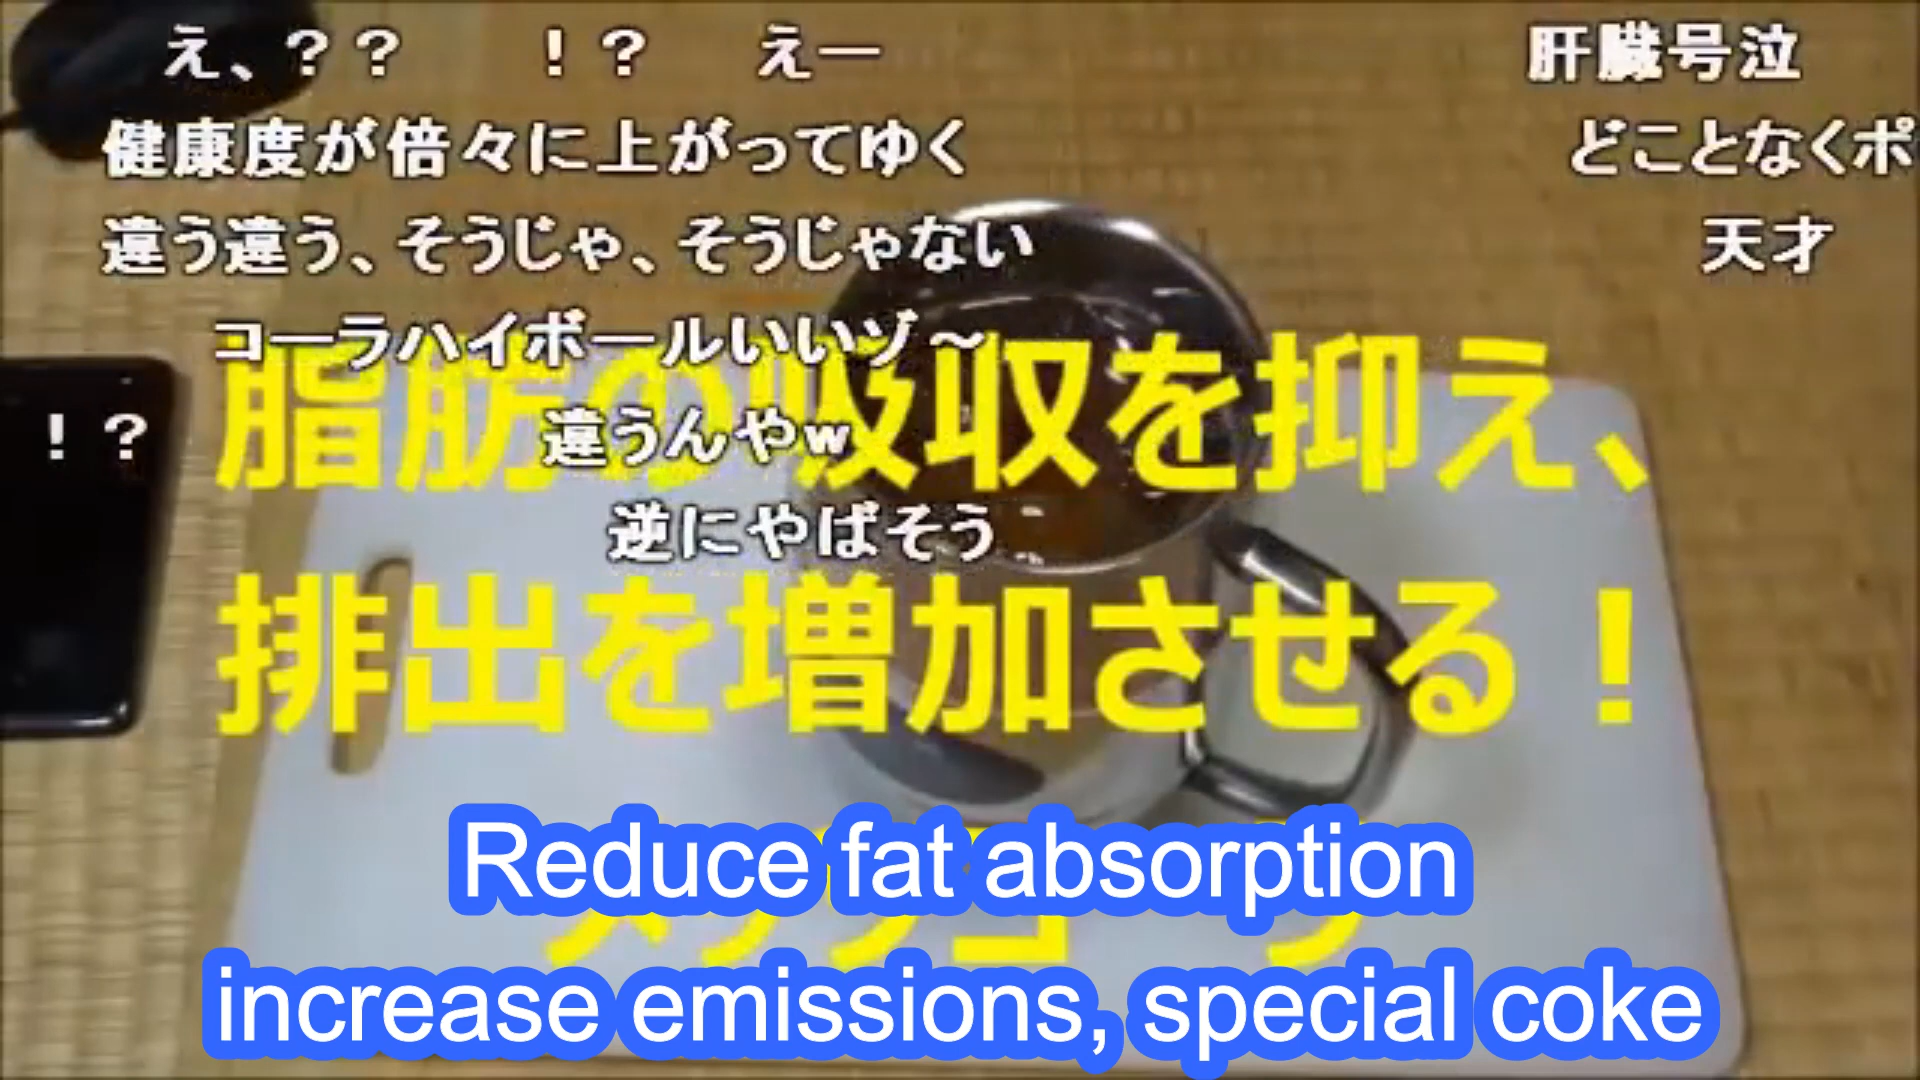 え、？？
！？
えー
肝臓号泣
健康度が倍々に上がってゆく
どことなくポ
違う違う、そうじゃ、そうじゃない
天才
コーラハイボールいいゾ～
脂肪の吸収を抑え、
！？
違うんやw
逆にやばそう
排出を増加させる！
Reduce fat absorption
increase emissions, special coke